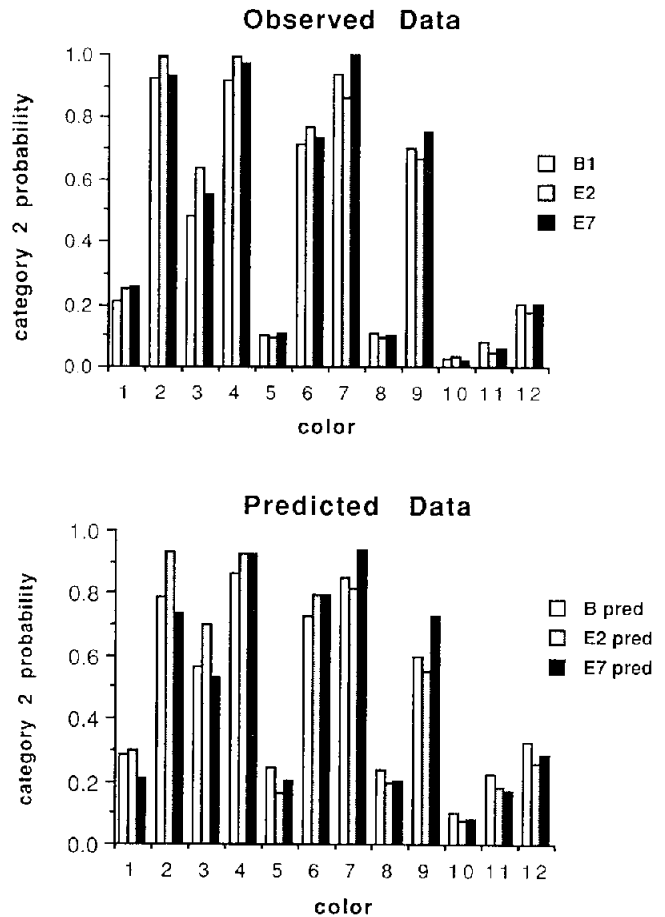 Observed Data
category 2 probability
1.0
0.8
0.6
0.4
0.2
0.0
1 2 3 4 5 6 7 8 9 10 11 12
color
B1
E2
E7
Predicted Data
category 2 probability
1.0
0.8
0.6
0.4
0.2
0.0
1 2 3 4 5 6 7 8 9 10 11 12
color
B pred
E2 pred
E7 pred